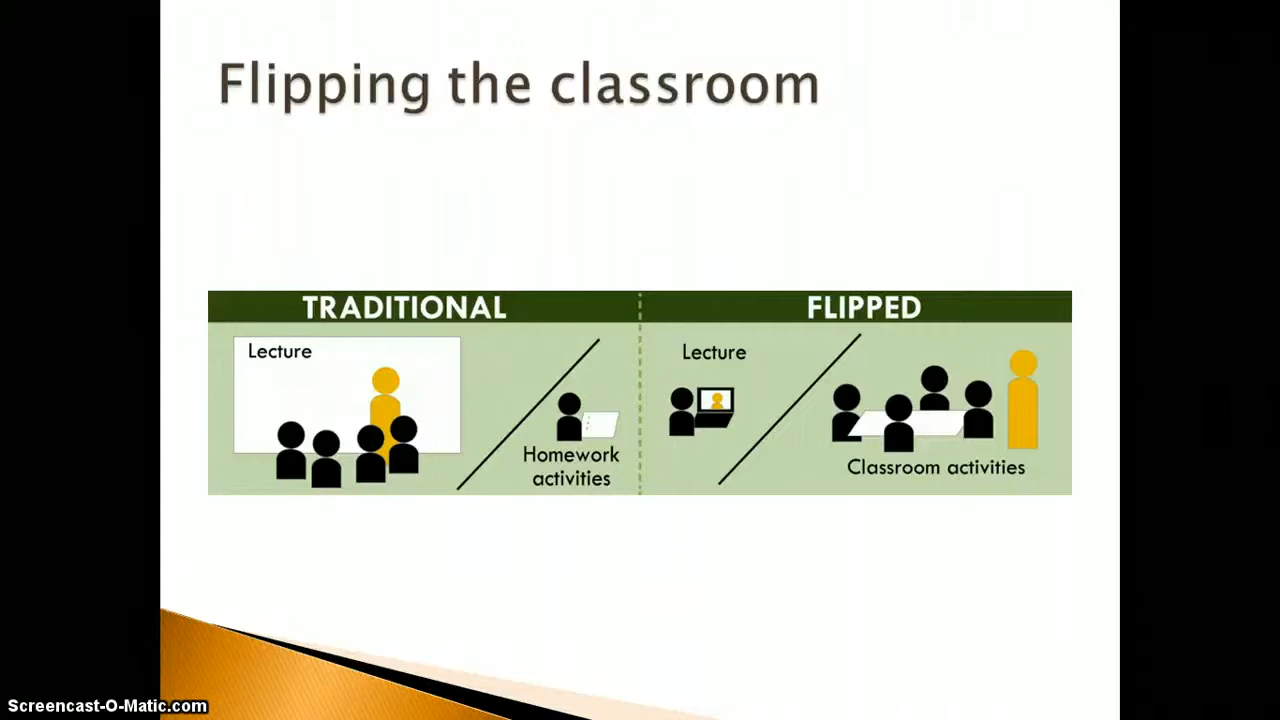 Flipping the classroom
TRADITIONAL
Lecture
Homework
activities
FLIPPED
Lecture
Classroom activities
Screencast-O-Matic.com